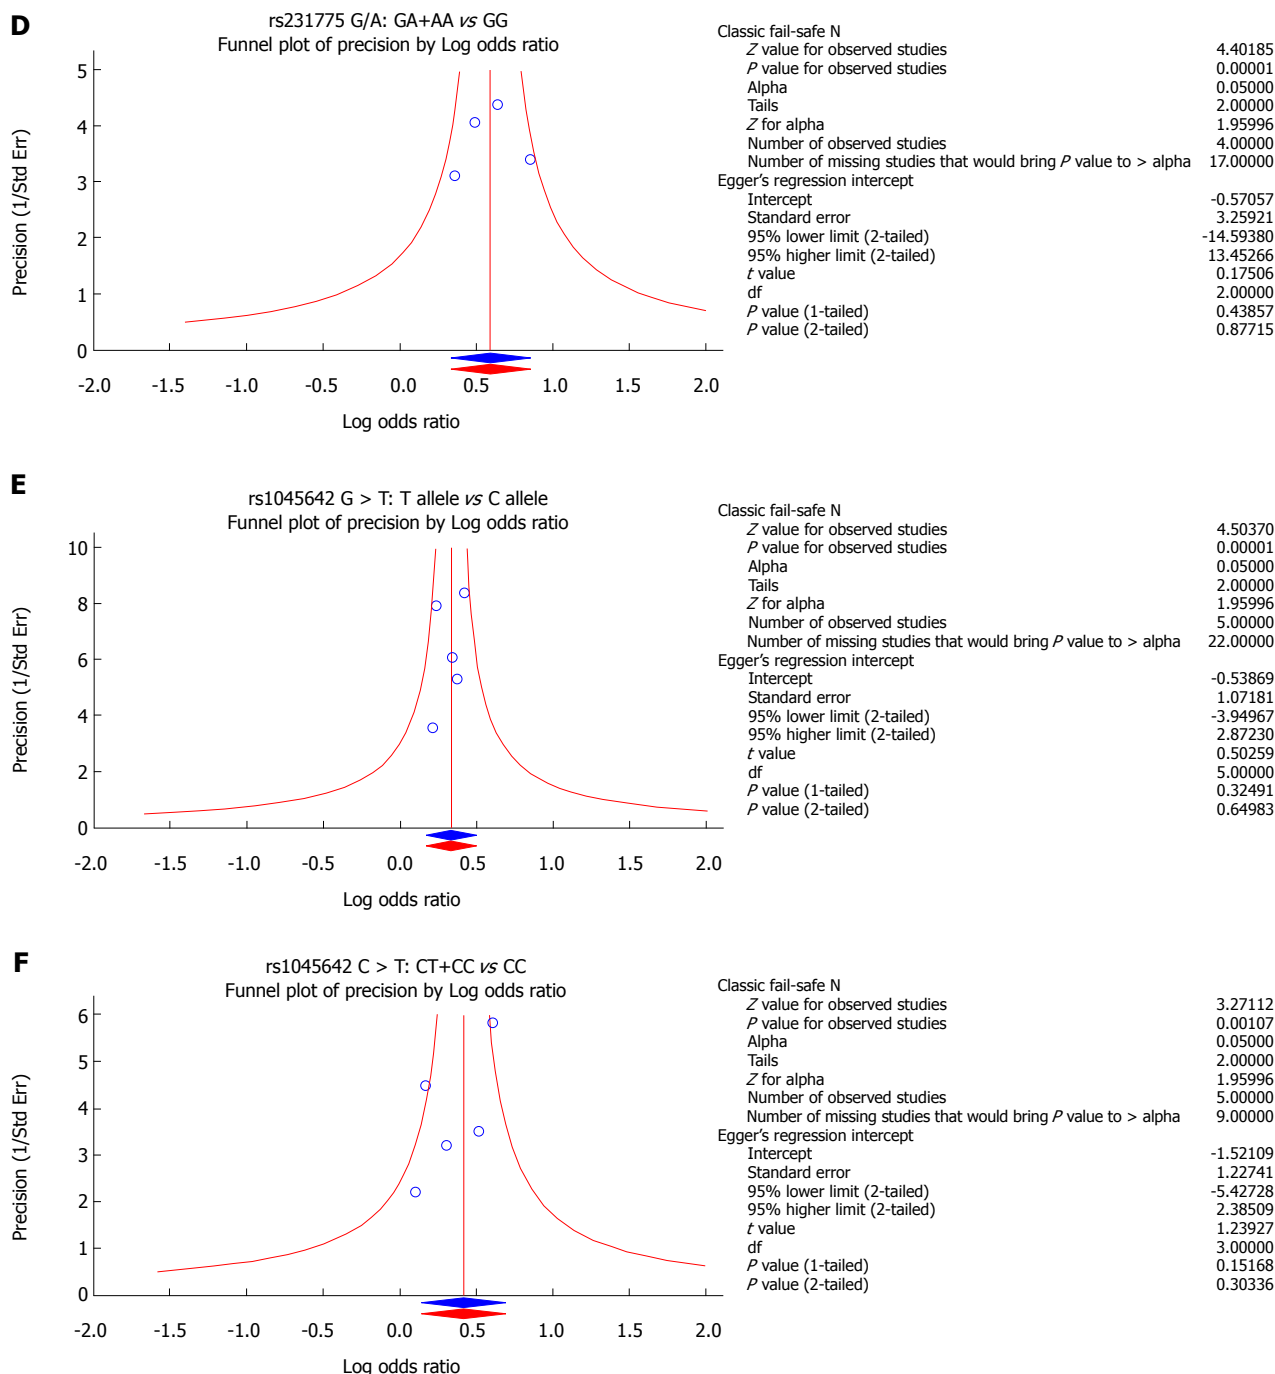 D
rs231775 G/A: GA+AA vs GG
Funnel plot of precision by Log odds ratio
Precision (1/Std Err)
5
4
3
2
1
0
-2.0 -1.5 -1.0 -0.5 0.0 0.5 1.0 1.5 2.0
Log odds ratio
Classic fail-safe N
Z value for observed studies 4.40185
P value for observed studies 0.00001
Alpha 0.05000
Tails 2.00000
Z for alpha 1.95996
Number of observed studies 4.00000
Number of missing studies that would bring P value to > alpha 17.00000
Egger's regression intercept
Intercept -0.57057
Standard error 3.25921
95% lower limit (2-tailed) -14.59380
95% higher limit (2-tailed) 13.45266
t value 0.17506
df 2.00000
P value (1-tailed) 0.43857
P value (2-tailed) 0.87715
E
rs1045642 G > T: T allele vs C allele
Funnel plot of precision by Log odds ratio
Precision (1/Std Err)
10
8
6
4
2
0
-2.0 -1.5 -1.0 -0.5 0.0 0.5 1.0 1.5 2.0
Log odds ratio
Classic fail-safe N
Z value for observed studies 4.50370
P value for observed studies 0.00001
Alpha 0.05000
Tails 2.00000
Z for alpha 1.95996
Number of observed studies 5.00000
Number of missing studies that would bring P value to > alpha 22.00000
Egger's regression intercept
Intercept -0.53869
Standard error 1.07181
95% lower limit (2-tailed) -3.94967
95% higher limit (2-tailed) 2.87230
t value 0.50259
df 5.00000
P value (1-tailed) 0.32491
P value (2-tailed) 0.64983
F
rs1045642 C > T: CT+CC vs CC
Funnel plot of precision by Log odds ratio
Precision (1/Std Err)
6
5
4
3
2
1
0
-2.0 -1.5 -1.0 -0.5 0.0 0.5 1.0 1.5 2.0
Log odds ratio
Classic fail-safe N
Z value for observed studies 3.27112
P value for observed studies 0.00107
Alpha 0.05000
Tails 2.00000
Z for alpha 1.95996
Number of observed studies 5.00000
Number of missing studies that would bring P value to > alpha 9.00000
Egger's regression intercept
Intercept -1.52109
Standard error 1.22741
95% lower limit (2-tailed) -5.42728
95% higher limit (2-tailed) 2.38509
t value 1.23927
df 3.00000
P value (1-tailed) 0.15168
P value (2-tailed) 0.30336